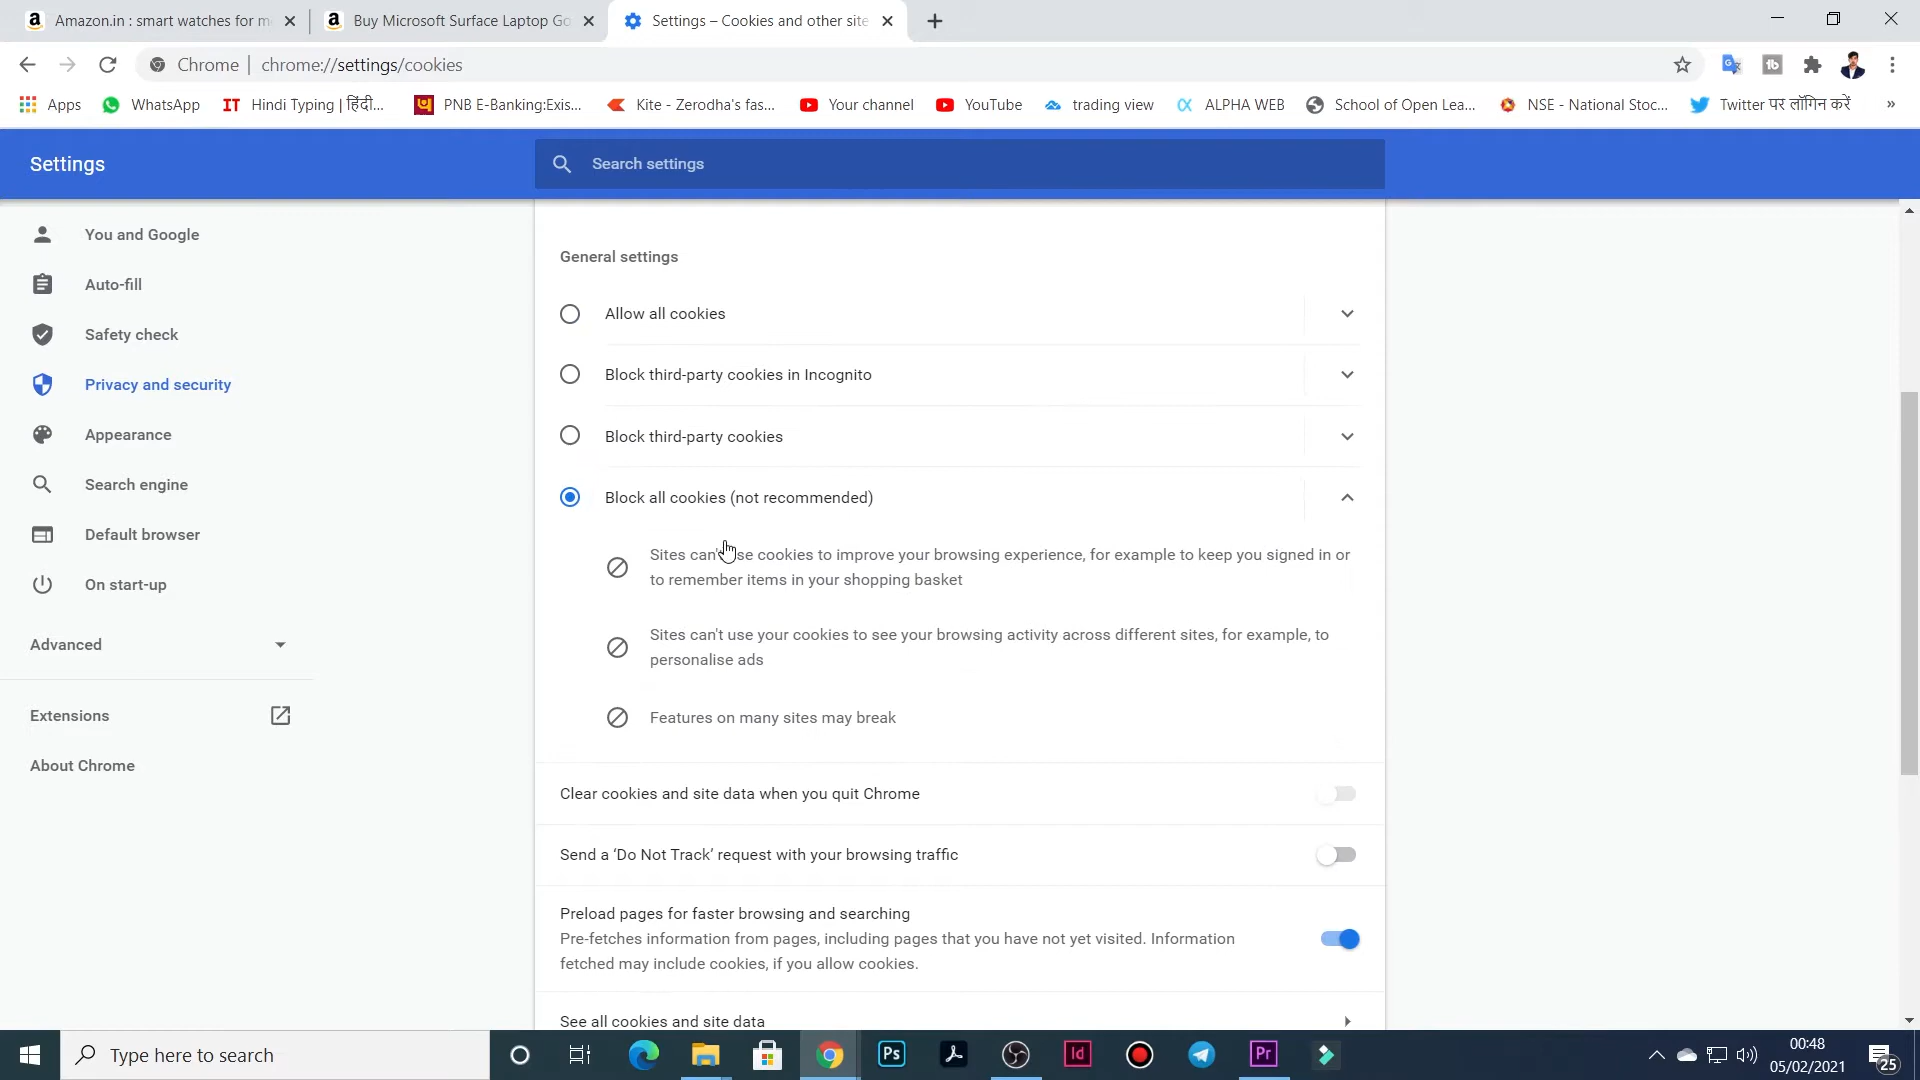 Amazon.in : smart watches for m
Buy Microsoft Surface Laptop Go
Settings – Cookies and other site
Chrome | chrome://settings/cookies
Apps
WhatsApp
IT Hindi Typing | हिंदी...
PNB E-Banking:Exis...
Kite - Zerodha's fas...
Your channel
YouTube
trading view
ALPHA WEB
School of Open Lea...
NSE - National Stoc...
Twitter पर लॉगिन करें
»
Settings
Search settings
You and Google
Auto-fill
Safety check
Privacy and security
Appearance
Search engine
Default browser
On start-up
Advanced
Extensions
About Chrome
General settings
Allow all cookies
Block third-party cookies in Incognito
Block third-party cookies
Block all cookies (not recommended)
Sites can't use cookies to improve your browsing experience, for example to keep you signed in or
to remember items in your shopping basket
Sites can't use your cookies to see your browsing activity across different sites, for example, to
personalise ads
Features on many sites may break
Clear cookies and site data when you quit Chrome
Send a ‘Do Not Track’ request with your browsing traffic
Preload pages for faster browsing and searching
Pre-fetches information from pages, including pages that you have not yet visited. Information
fetched may include cookies, if you allow cookies.
See all cookies and site data
Type here to search
Ps
Id
Pr
00:48
05/02/2021
25